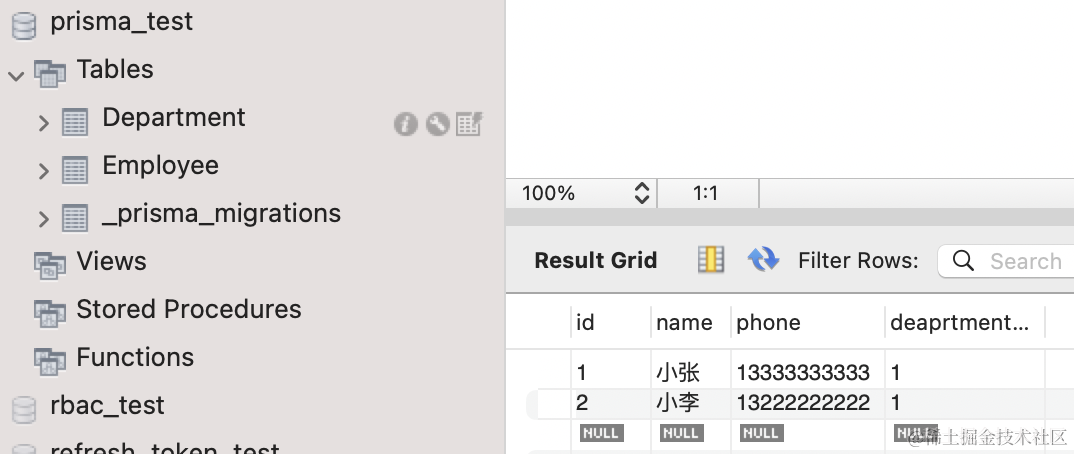 prisma_test
Tables
Department
Employee
_prisma_migrations
Views
Stored Procedures
Functions
rbac_test
refresh_token_test
100% 1:1
Result Grid Filter Rows: Search
id name phone deaprtment...
1 小张 13333333333 1
2 小李 13222222222 1
NULL NULL NULL NULL
@稀土掘金技术社区